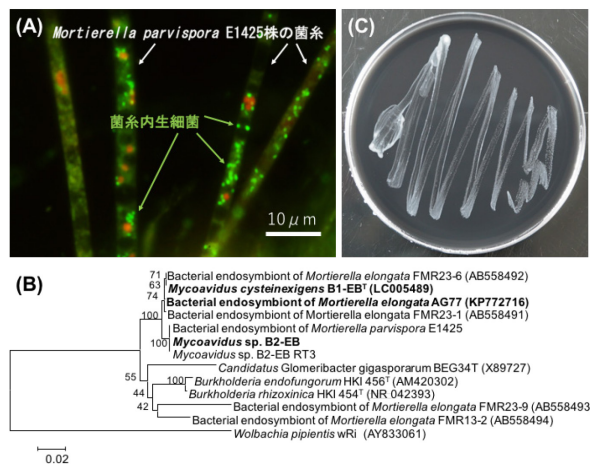 (A)
Mortierella parvispora E1425株の菌糸
菌糸内生細菌
10μm
(C)
(B)
71
Bacterial endosymbiont of Mortierella elongata FMR23-6 (AB558492)
63
Mycoavidus cysteinexigens B1-EBᵀ (LC005489)
74
Bacterial endosymbiont of Mortierella elongata AG77 (KP772716)
100
Bacterial endosymbiont of Mortierella elongata FMR23-1 (AB558491)
Bacterial endosymbiont of Mortierella parvispora E1425
100
Mycoavidus sp. B2-EB
Mycoavidus sp. B2-EB RT3
55
Candidatus Glomeribacter gigasporarum BEG34T (X89727)
100
Burkholderia endofungorum HKI 456ᵀ (AM420302)
44
Burkholderia rhizoxinica HKI 454ᵀ (NR 042393)
42
Bacterial endosymbiont of Mortierella elongata FMR23-9 (AB558493
Bacterial endosymbiont of Mortierella elongata FMR13-2 (AB558494)
Wolbachia pipientis wRi (AY833061)
0.02